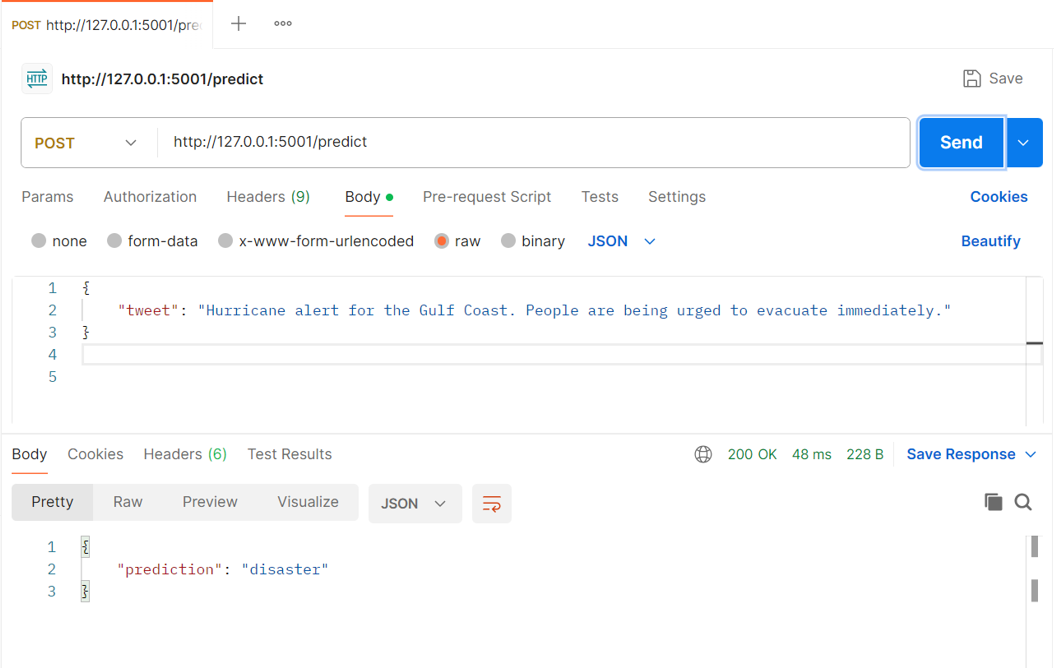 POST http://127.0.0.1:5001/pre
HTTP http://127.0.0.1:5001/predict Save
POST http://127.0.0.1:5001/predict Send
Params Authorization Headers (9) Body Pre-request Script Tests Settings Cookies
none form-data x-www-form-urlencoded raw binary JSON Beautify
1 {
2 "tweet": "Hurricane alert for the Gulf Coast. People are being urged to evacuate immediately."
3 }
4
5
Body Cookies Headers (6) Test Results 200 OK 48 ms 228 B Save Response
Pretty Raw Preview Visualize JSON
1 {
2 "prediction": "disaster"
3 }